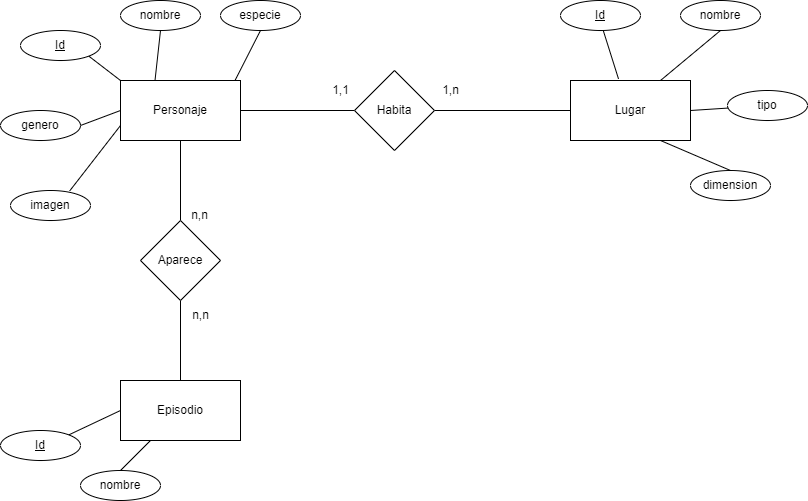 nombre
especie
Id
nombre
Id
1,1
1,n
tipo
Personaje
Habita
Lugar
genero
dimension
imagen
n,n
Aparece
n,n
Episodio
Id
nombre